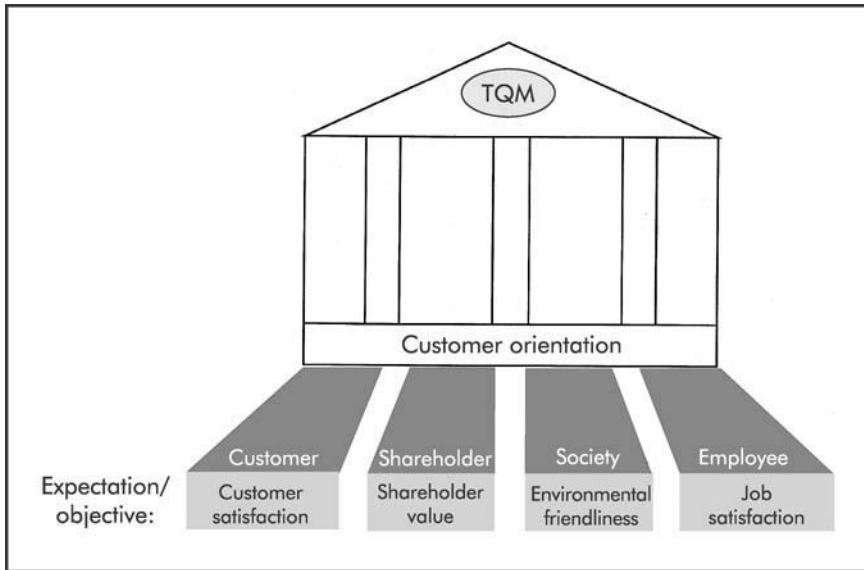 TQM
Customer orientation
Customer
Shareholder
Society
Employee
Expectation/
objective:
Customer
satisfaction
Shareholder
value
Environmental
friendliness
Job
satisfaction